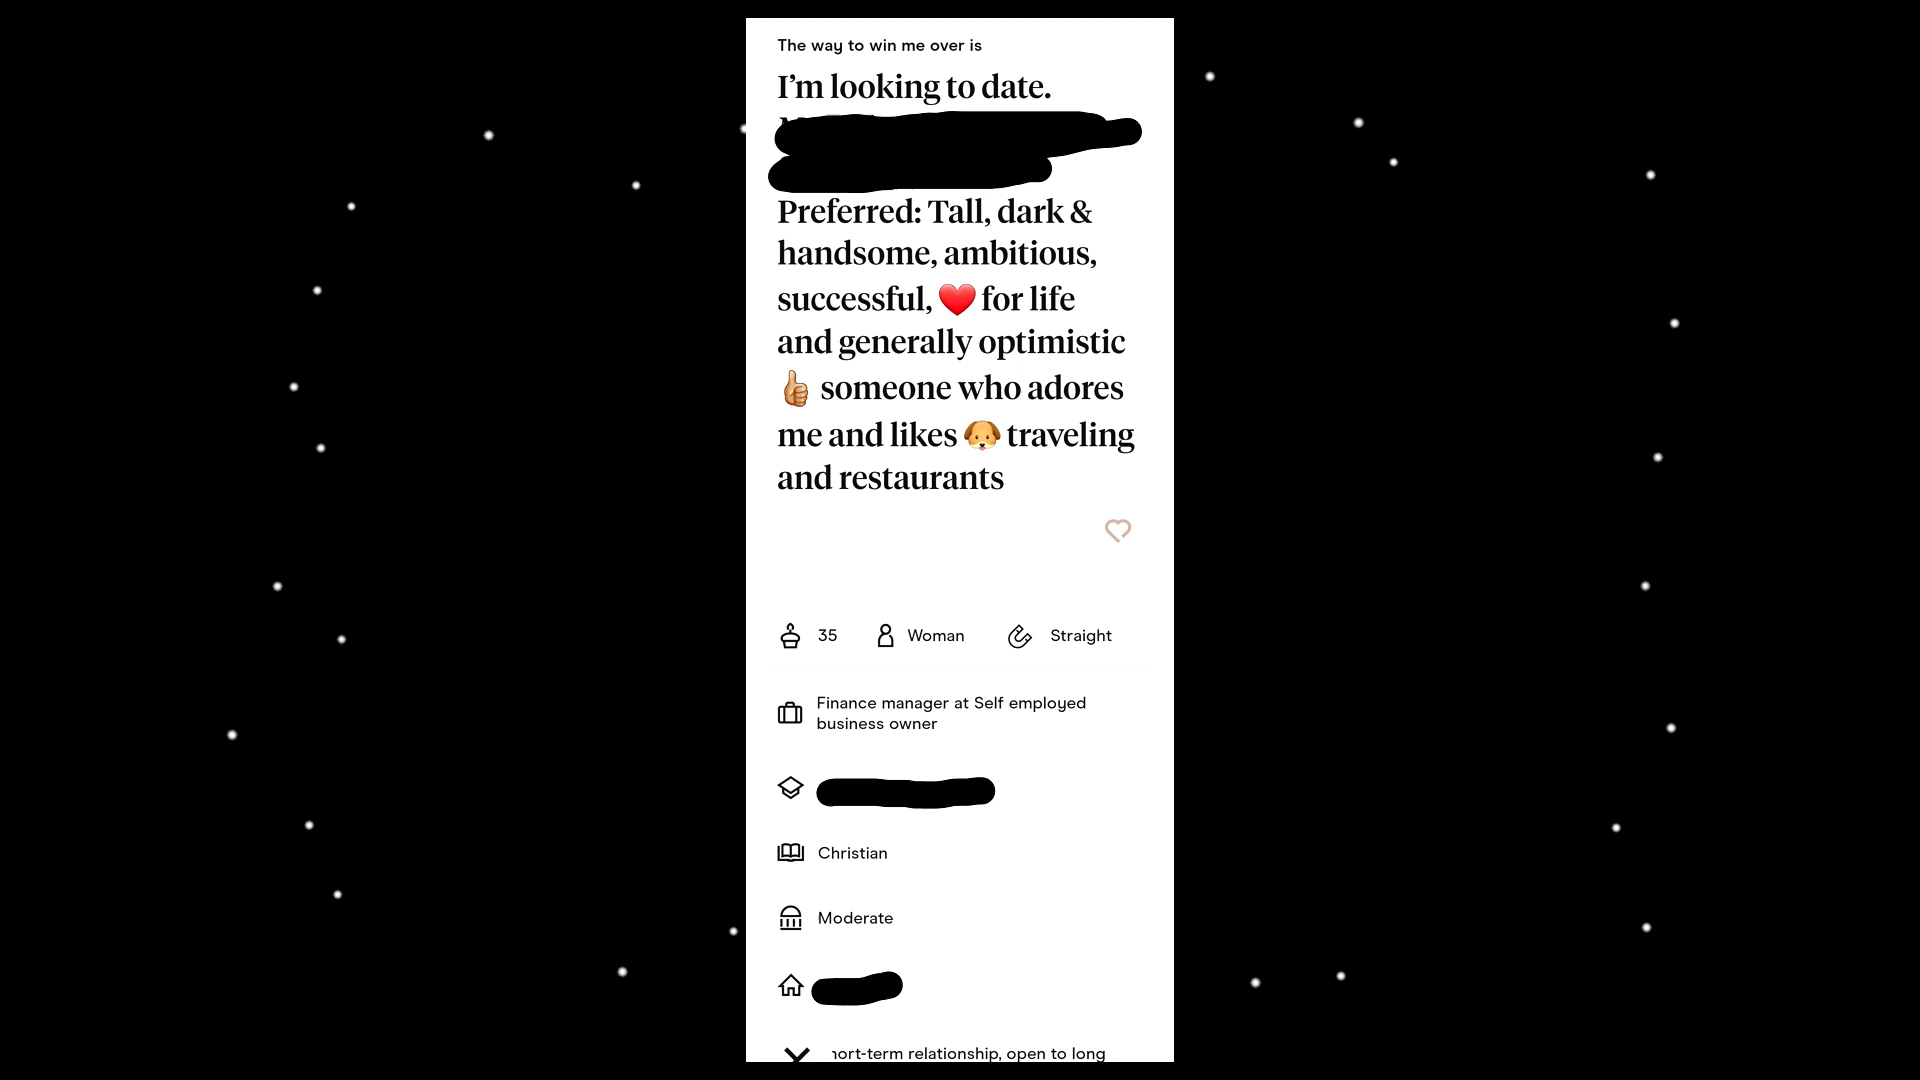 The way to win me over is
I'm looking to date.
Preferred: Tall, dark &
handsome, ambitious,
successful, ❤️ for life
and generally optimistic
👍🏼 someone who adores
me and likes 🐶 traveling
and restaurants
35 Woman Straight
Finance manager at Self employed
business owner
Christian
Moderate
relationship, open to long